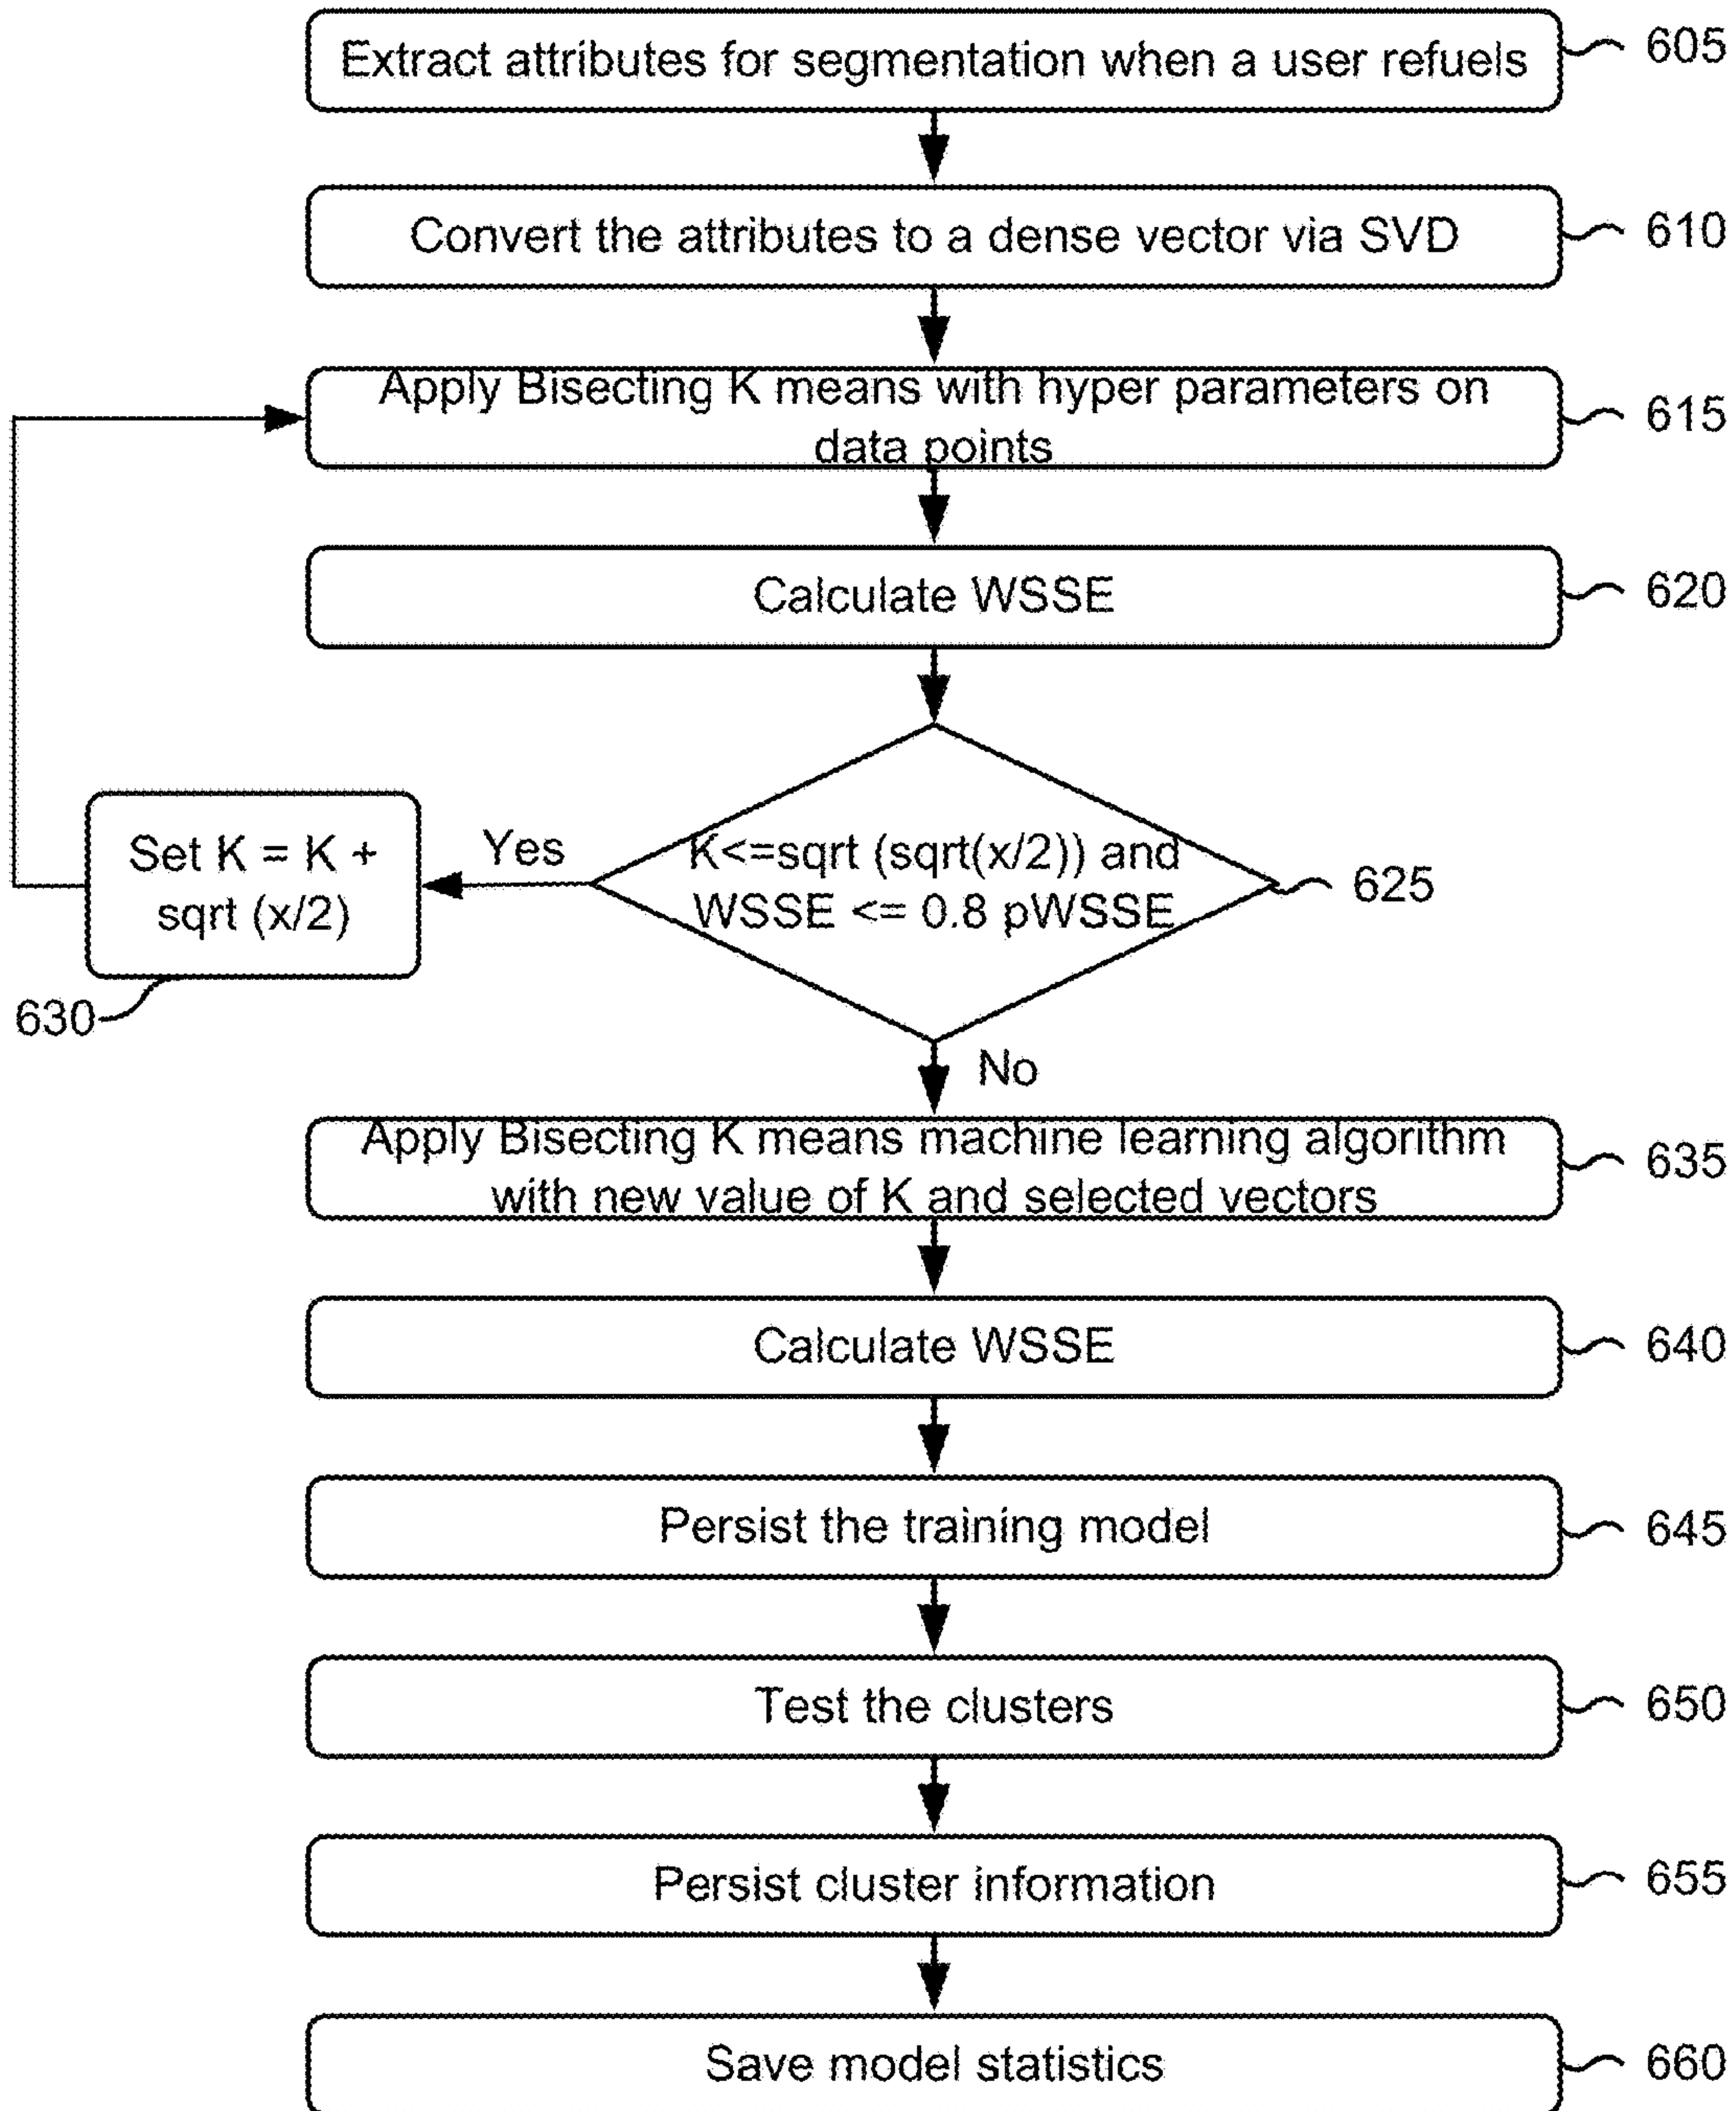 Extract attributes for segmentation when a user refuels
605
Convert the attributes to a dense vector via SVD
610
Apply Bisecting K means with hyper parameters on
data points
615
Calculate WSSE
620
K<=sqrt (sqrt(x/2)) and
WSSE <= 0.8 pWSSE
625
Yes
Set K = K +
sqrt (x/2)
630
No
Apply Bisecting K means machine learning algorithm
with new value of K and selected vectors
635
Calculate WSSE
640
Persist the training model
645
Test the clusters
650
Persist cluster information
655
Save model statistics
660